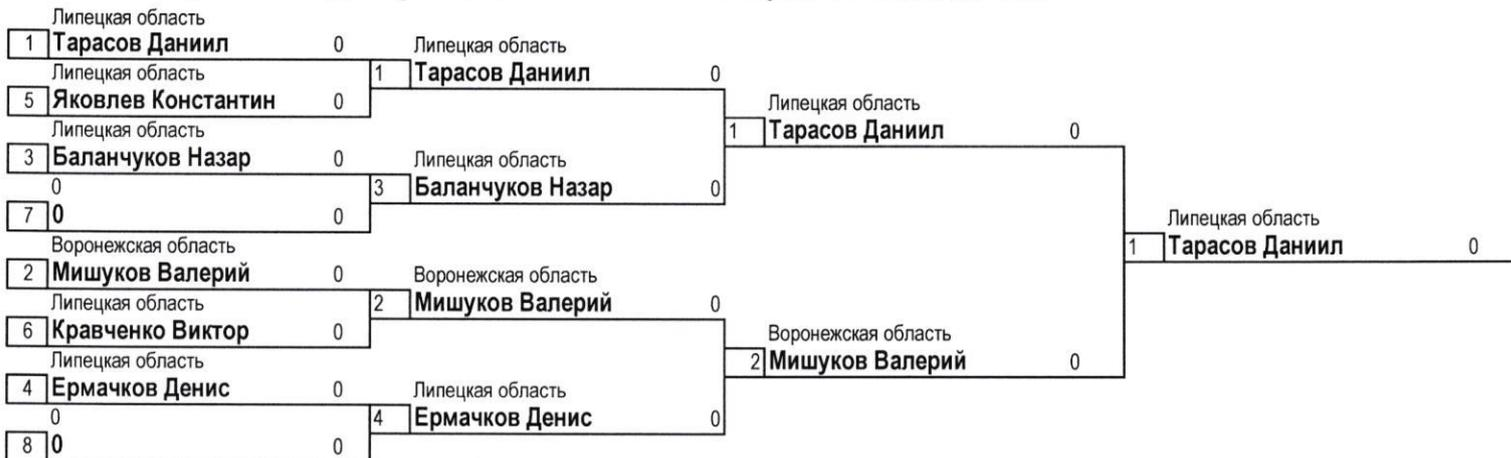 Липецкая область
1 Тарасов Даниил 0
Липецкая область
5 Яковлев Константин 0
Липецкая область
3 Баланчуков Назар 0
0
7 0 0
Воронежская область
2 Мишуков Валерий 0
Липецкая область
6 Кравченко Виктор 0
Липецкая область
4 Ермачков Денис 0
0
8 0 0
Липецкая область
1 Тарасов Даниил 0
Липецкая область
3 Баланчуков Назар 0
Воронежская область
2 Мишуков Валерий 0
Липецкая область
4 Ермачков Денис 0
Липецкая область
1 Тарасов Даниил 0
Воронежская область
2 Мишуков Валерий 0
Липецкая область
1 Тарасов Даниил 0